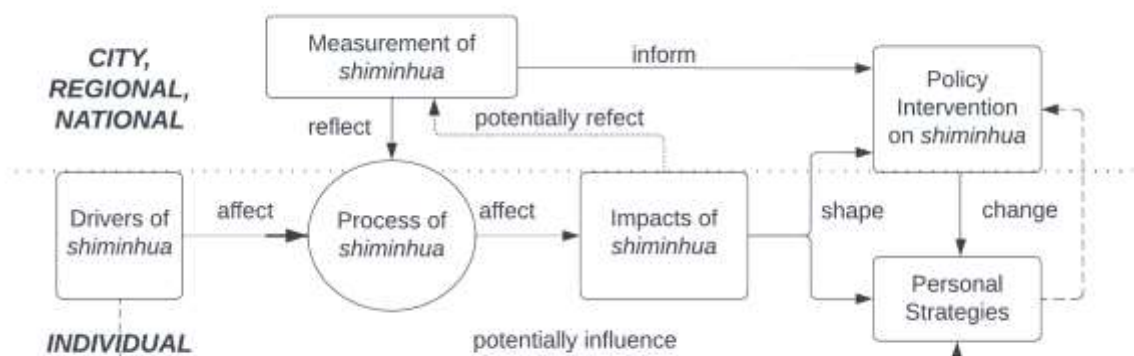 CITY,
REGIONAL,
NATIONAL
Measurement of
shiminhua
inform
Policy
Intervention
on shiminhua
reflect
potentially refect
Drivers of
shiminhua
affect
Process of
shiminhua
affect
Impacts of
shiminhua
shape
change
Personal
Strategies
INDIVIDUAL
potentially influence